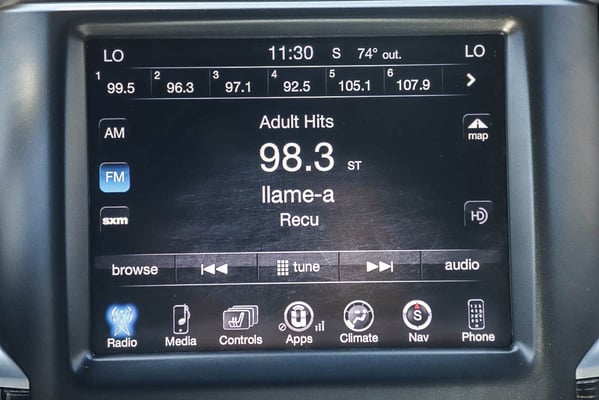 LO 11:30 S 74° out. LO
1 99.5 2 96.3 3 97.1 4 92.5 5 105.1 6 107.9
Adult Hits
AM
map
98.3 ST
FM
llame-a
sxm
HD
Recu
browse tune audio
Radio Media Controls Apps Climate S Nav Phone